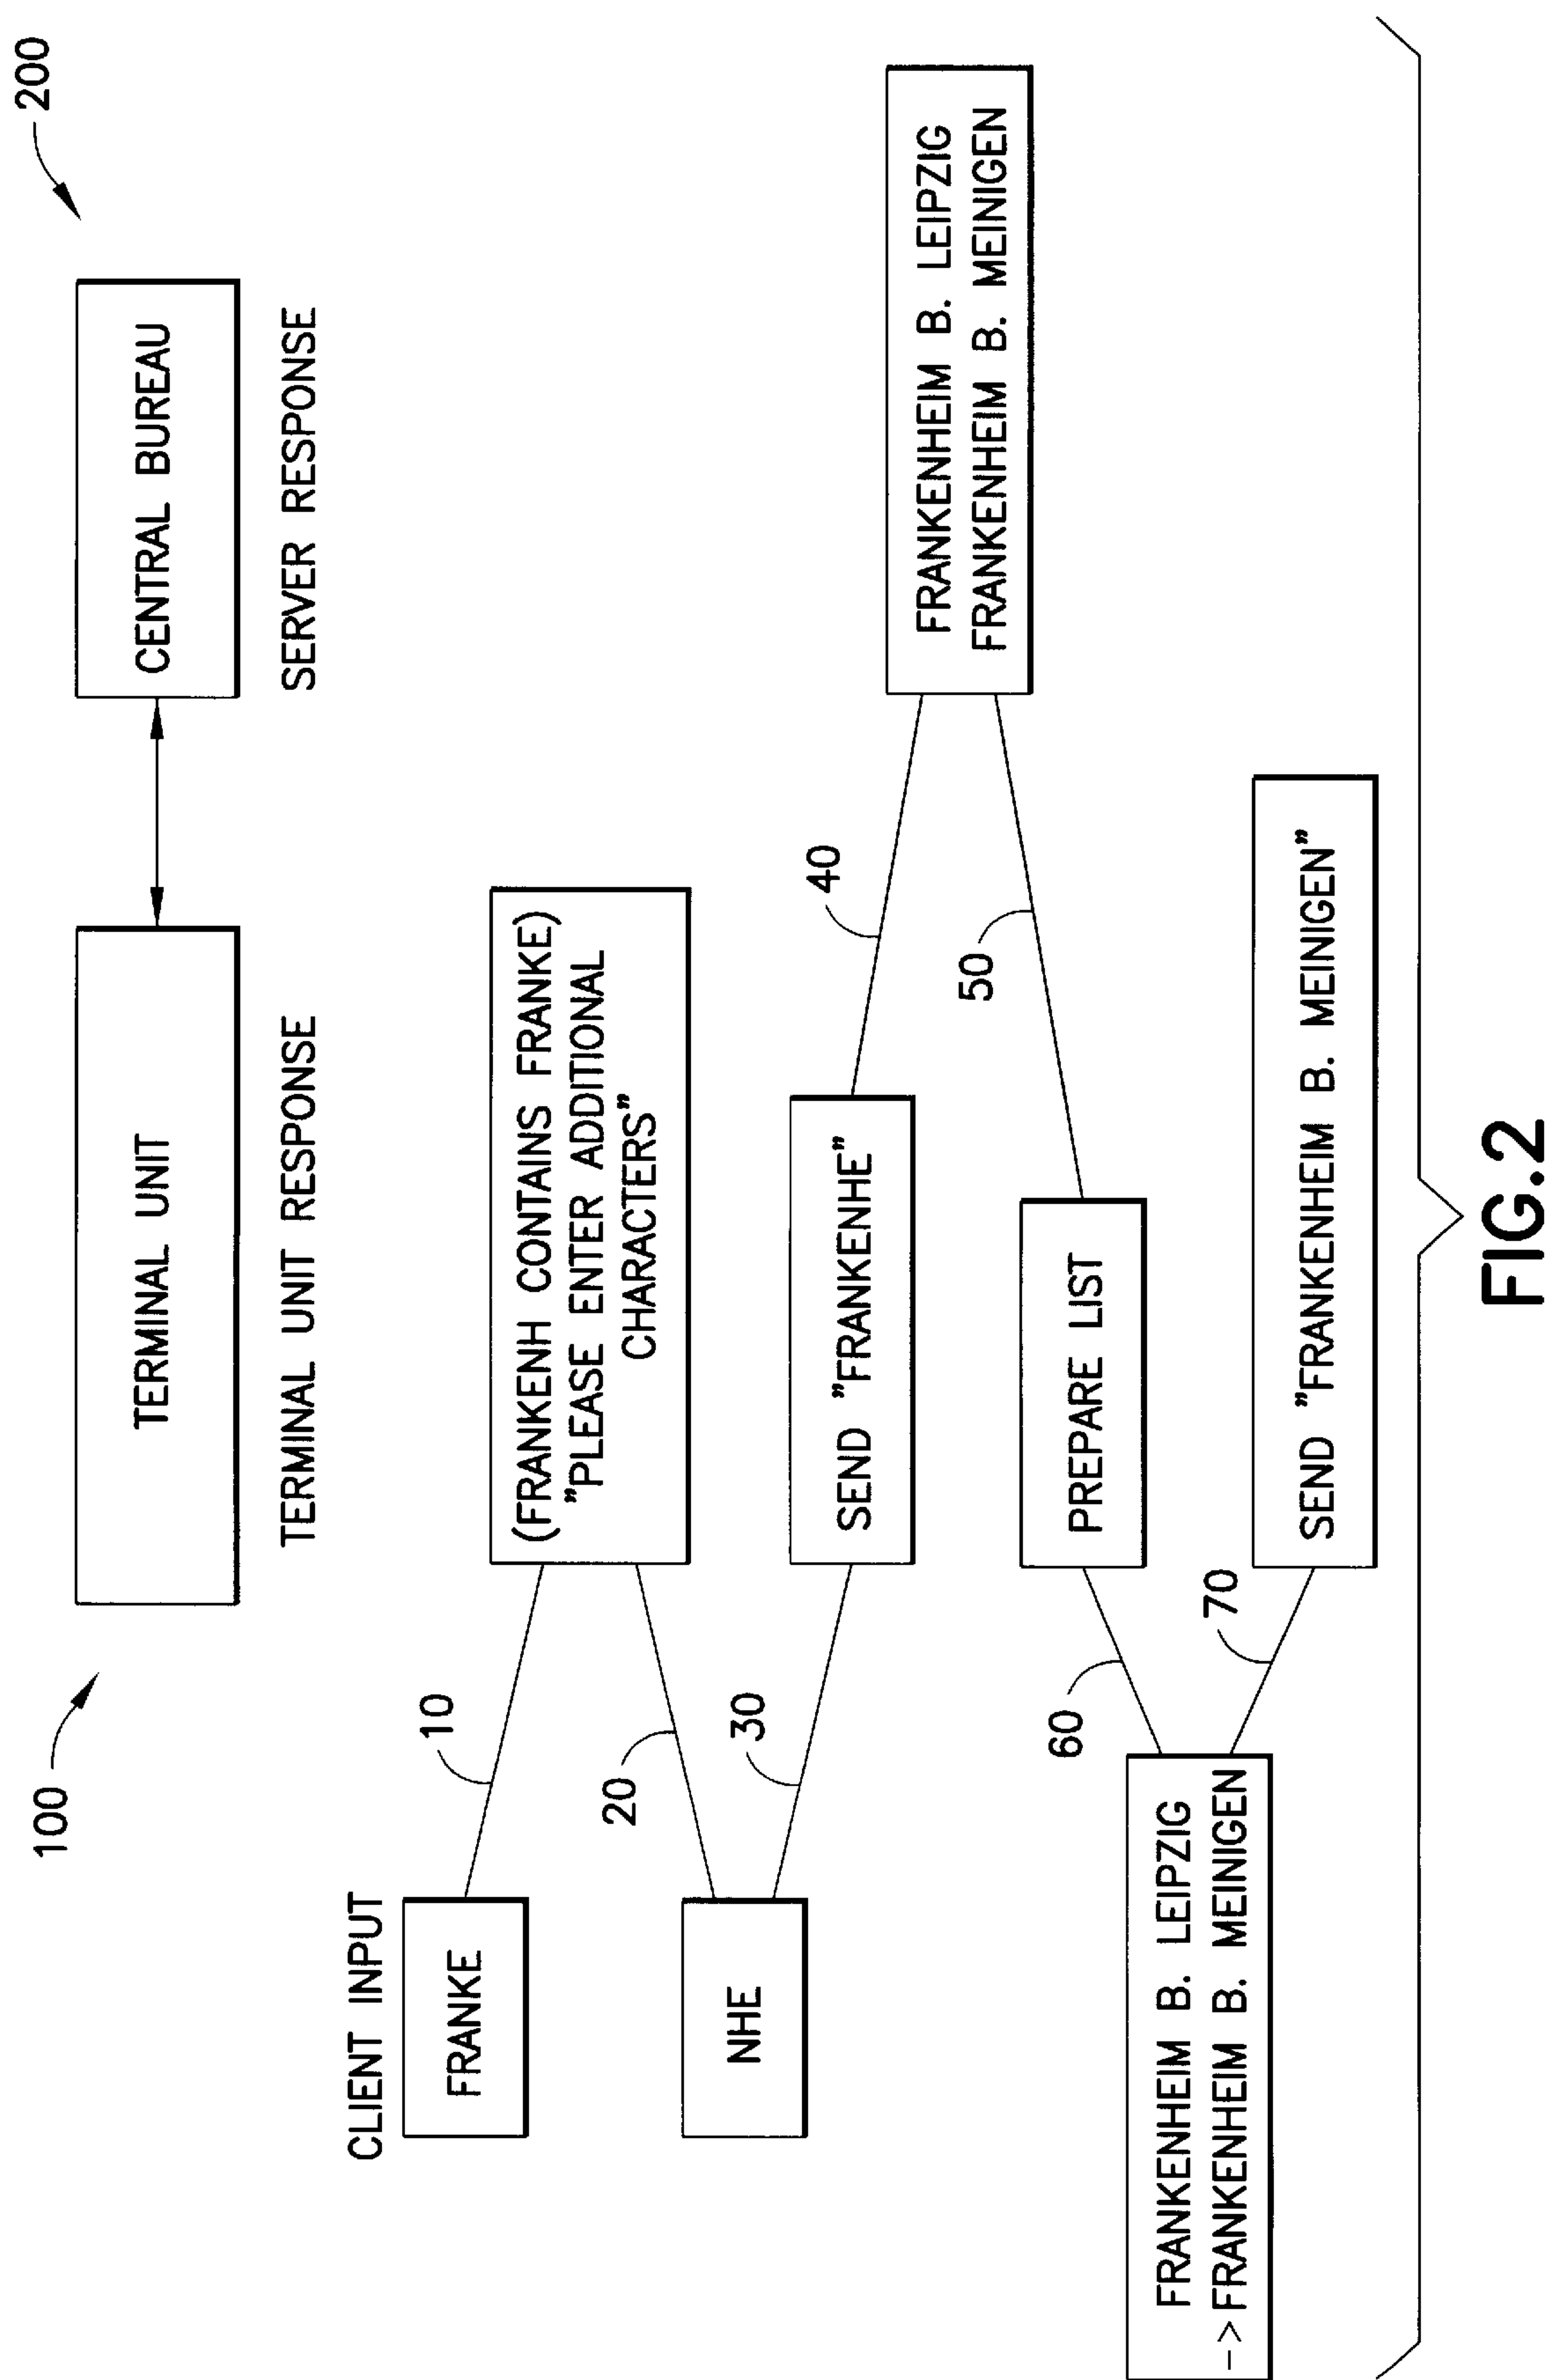 100
200
TERMINAL UNIT
CENTRAL BUREAU
TERMINAL UNIT RESPONSE
SERVER RESPONSE
CLIENT INPUT
FRANKE
10
(FRANKENH CONTAINS FRANKE)
"PLEASE ENTER ADDITIONAL
CHARACTERS"
20
NHE
30
SEND "FRANKENHE"
40
FRANKENHEIM B. LEIPZIG
FRANKENHEIM B. MEINIGEN
50
PREPARE LIST
60
FRANKENHEIM B. LEIPZIG
->FRANKENHEIM B. MEINIGEN
70
SEND "FRANKENHEIM B. MEINIGEN"
FIG.2